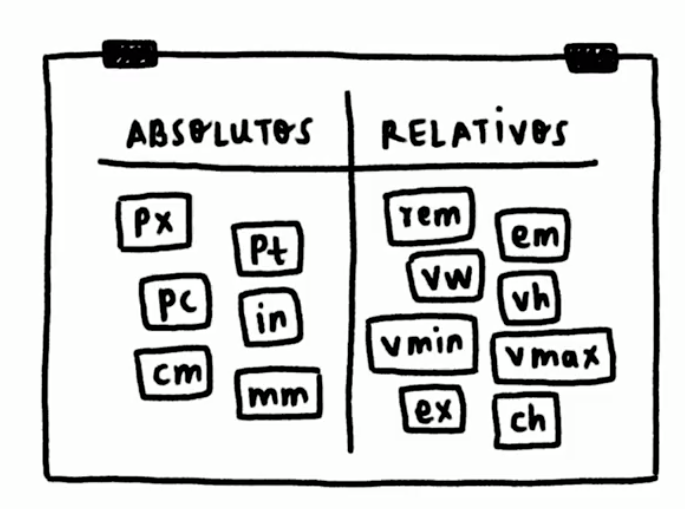 ABSOLUTOS
RELATIVOS
px
pt
pc
in
cm
mm
rem
em
vw
vh
vmin
vmax
ex
ch